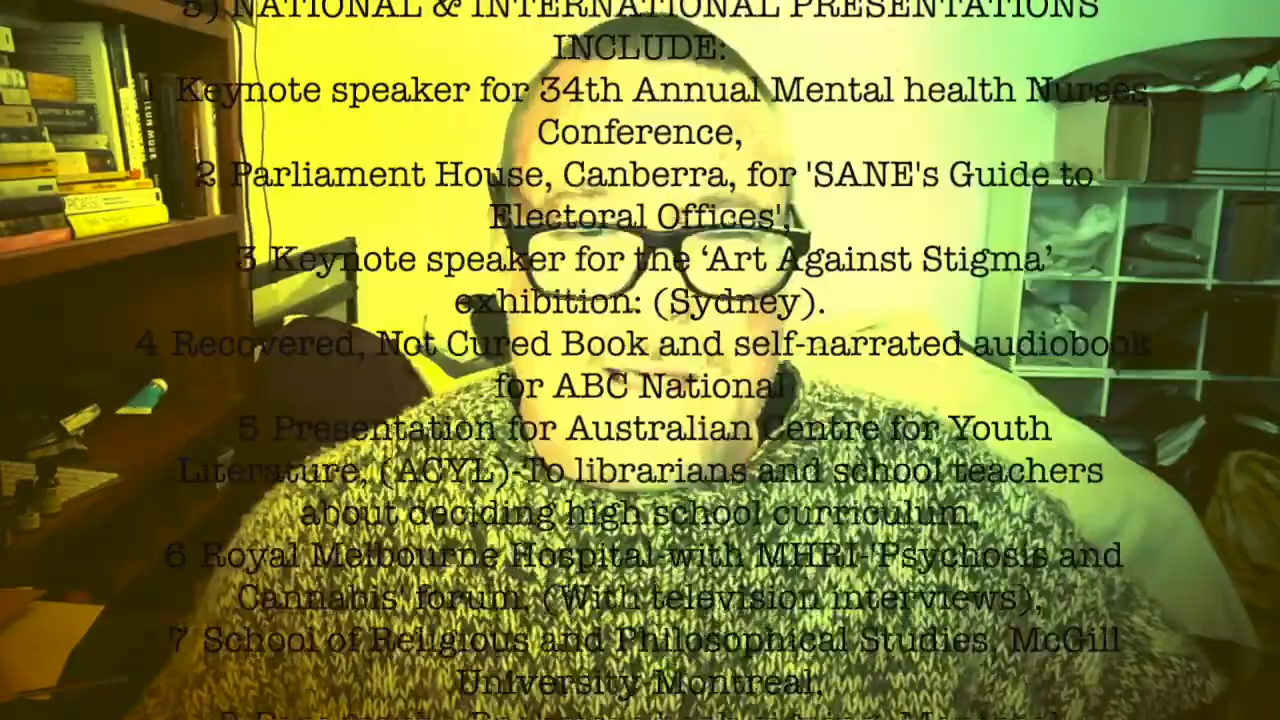 5) NATIONAL & INTERNATIONAL PRESENTATIONS
INCLUDE:
1 Keynote speaker for 34th Annual Mental health Nurses
Conference,
2 Parliament House, Canberra, for 'SANE's Guide to
Electoral Offices',
3 Keynote speaker for the ‘Art Against Stigma’
exhibition: (Sydney).
4 Recovered, Not Cured Book and self-narrated audiobook
for ABC National
5 Presentation for Australian Centre for Youth
Literature, (ACYL)-To librarians and school teachers
about deciding high school curriculum,
6 Royal Melbourne Hospital-with MHRI-'Psychosis and
Cannabis' forum, (With television interviews),
7 School of Religious and Philosophical Studies, McGill
University-Montreal,
PICASSO